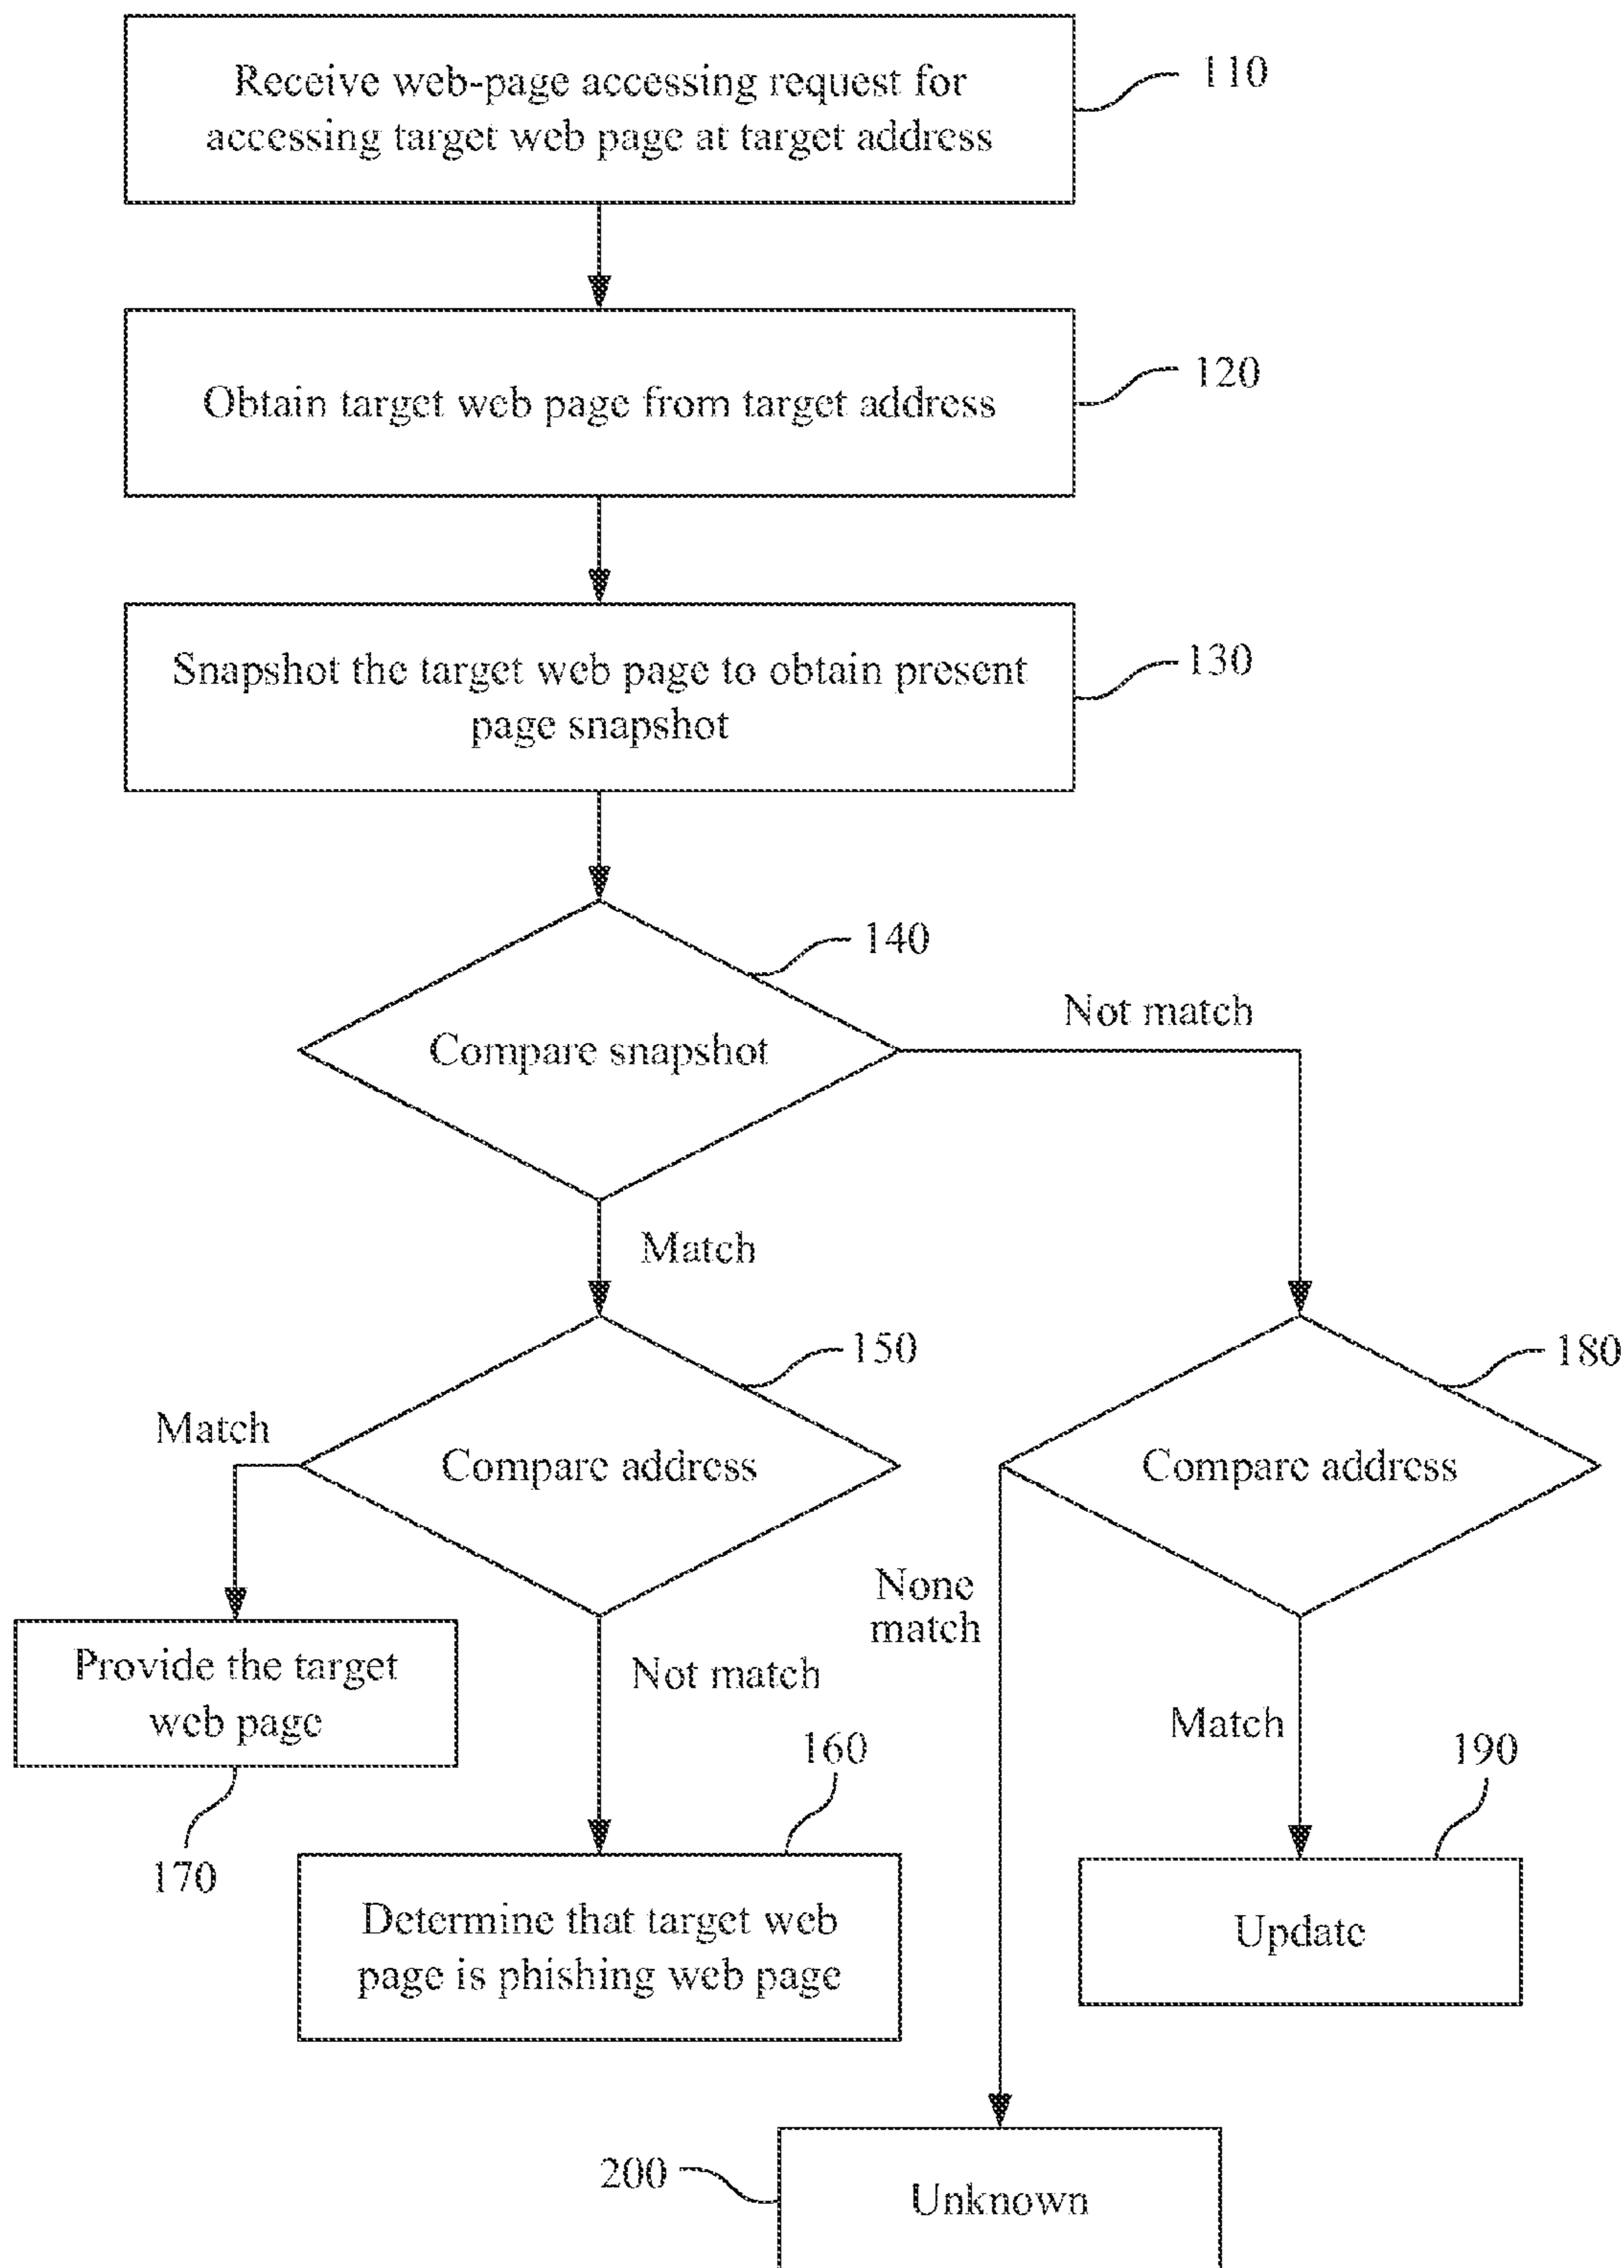 Receive web-page accessing request for
accessing target web page at target address
110
Obtain target web page from target address
120
Snapshot the target web page to obtain present
page snapshot
130
140
Compare snapshot
Not match
Match
150
180
Match
Compare address
Compare address
None
match
Not match
Provide the target
web page
Match
160
190
170
Determine that target web
page is phishing web page
Update
200
Unknown